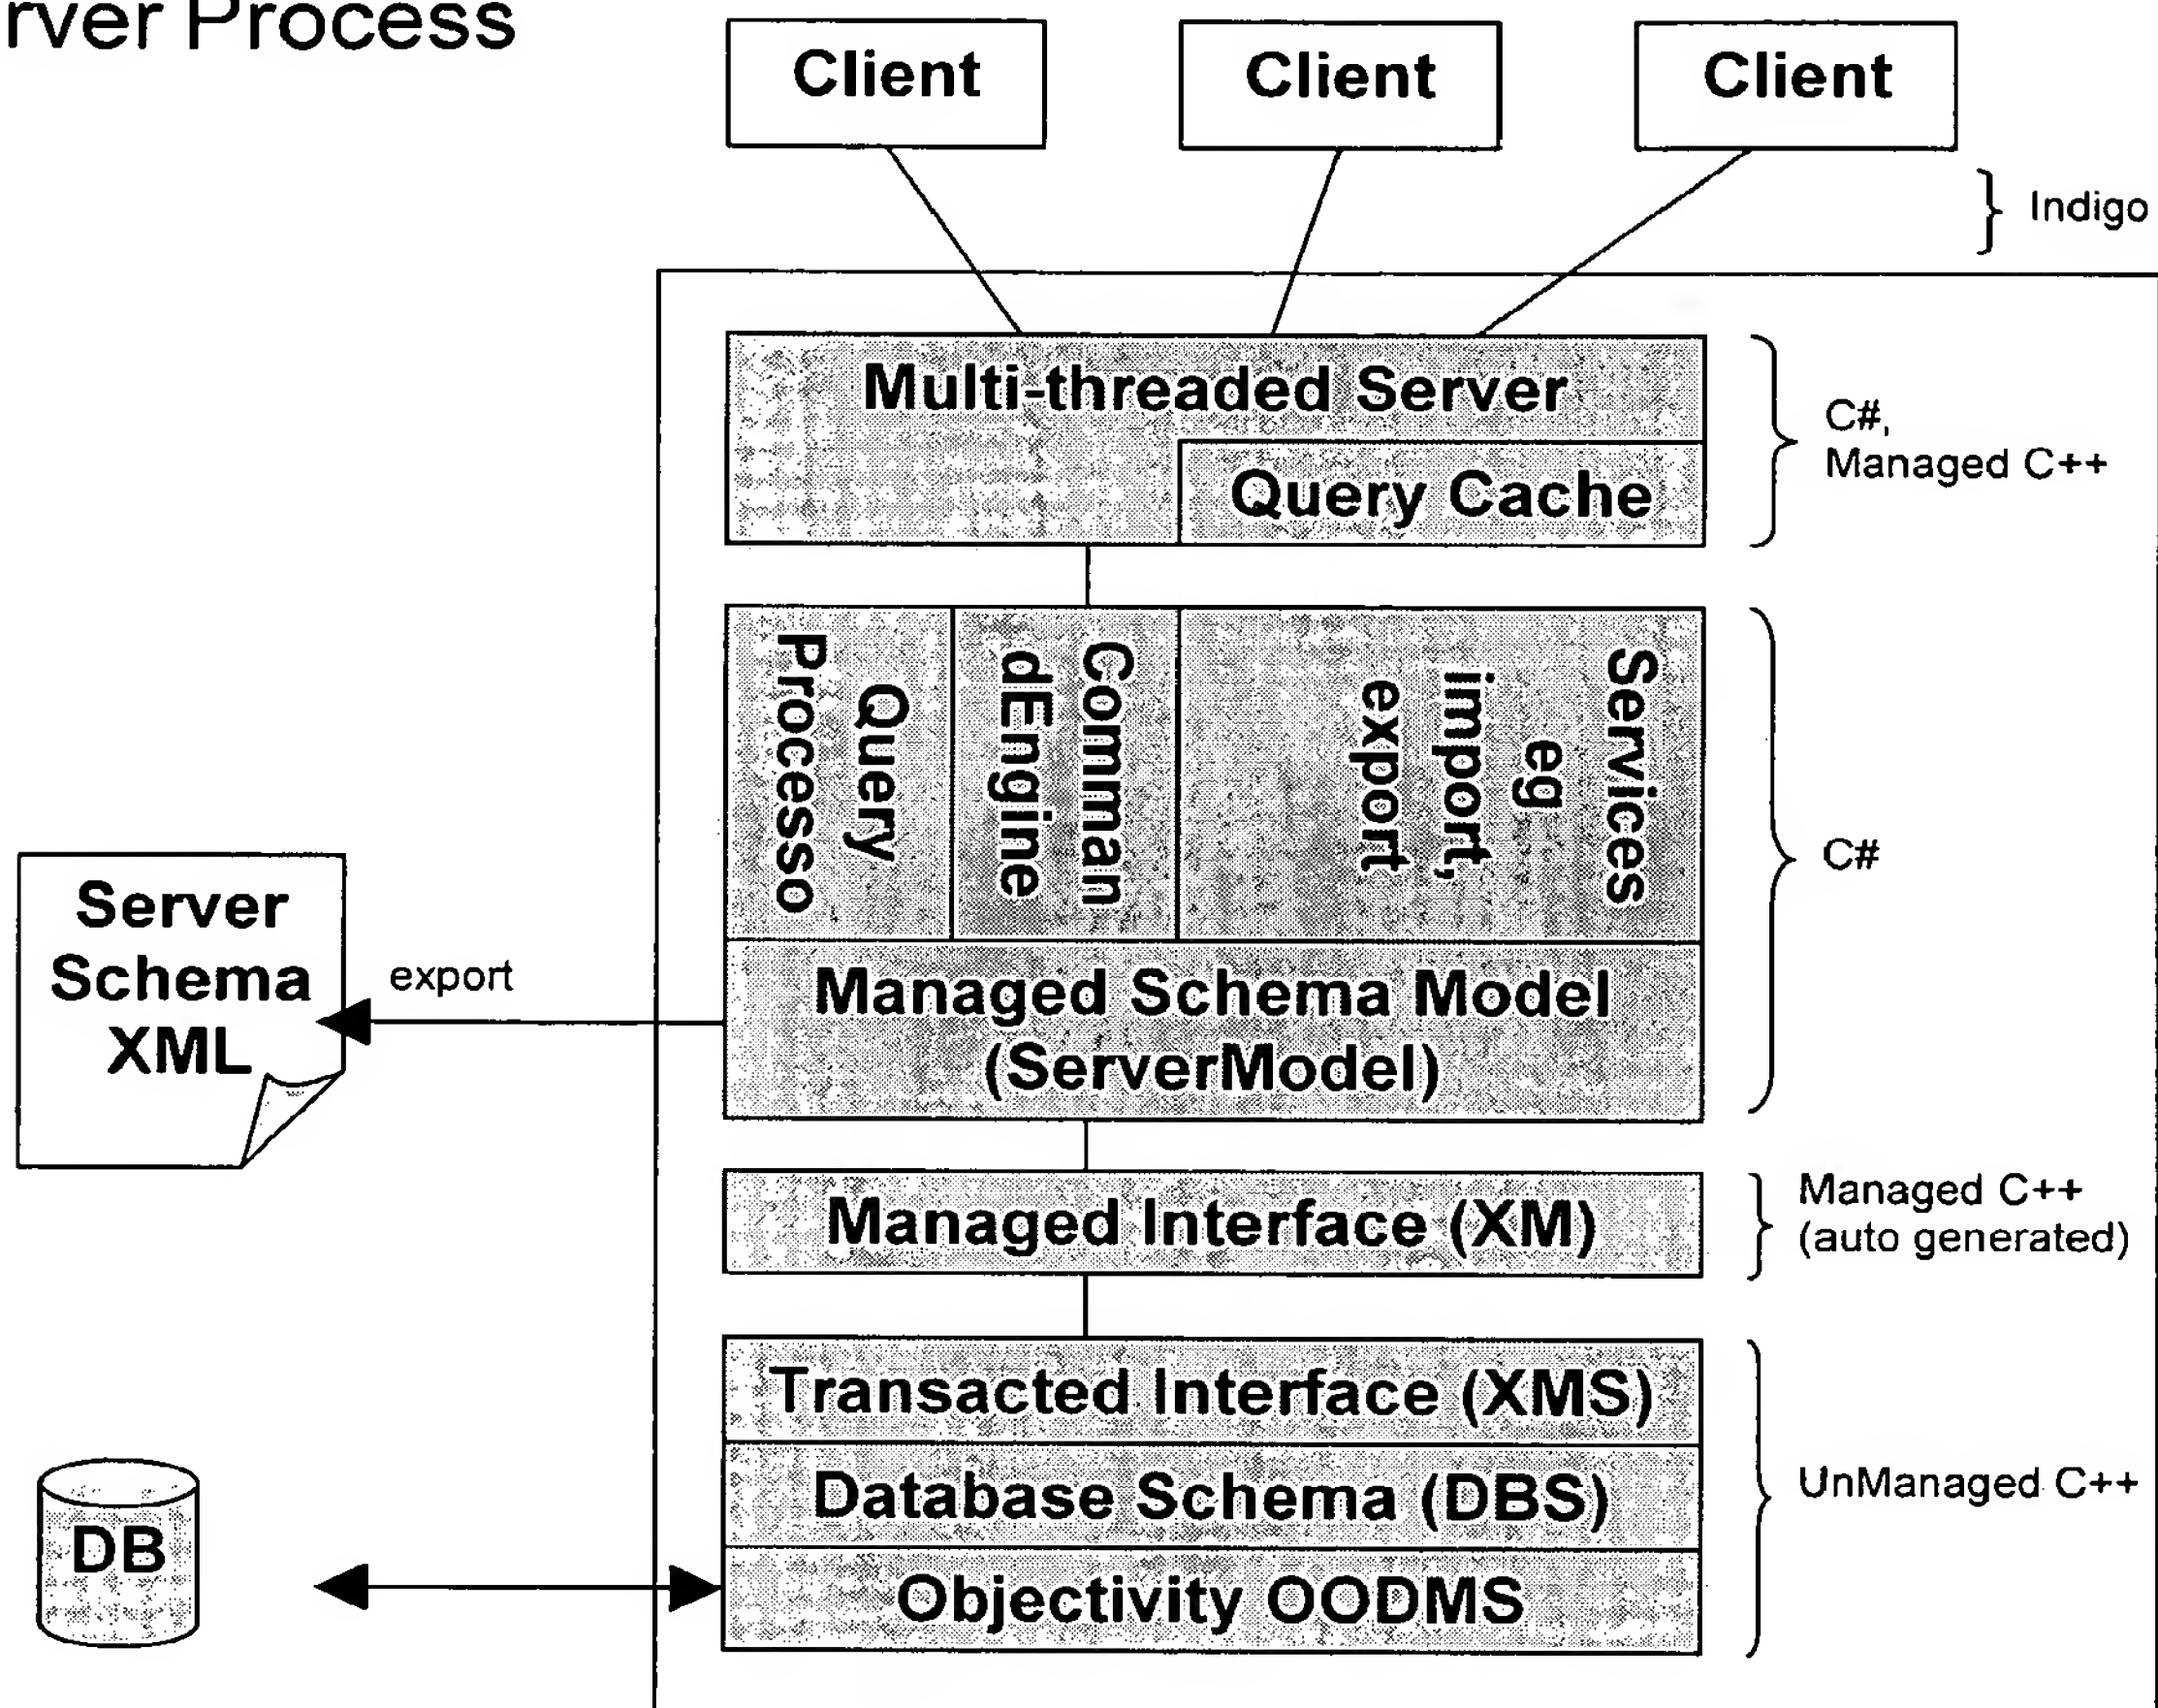 rver Process
Client
Client
Client
} Indigo
Multi-threaded Server
Query Cache
C#,
Managed C++
Query
Processo
Comman
dEngine
Services
eg
import,
export
C#
Server
Schema
XML
export
Managed Schema Model
(ServerModel)
Managed Interface (XM)
Managed C++
(auto generated)
Transacted Interface (XMS)
Database Schema (DBS)
Objectivity OODMS
UnManaged C++
DB